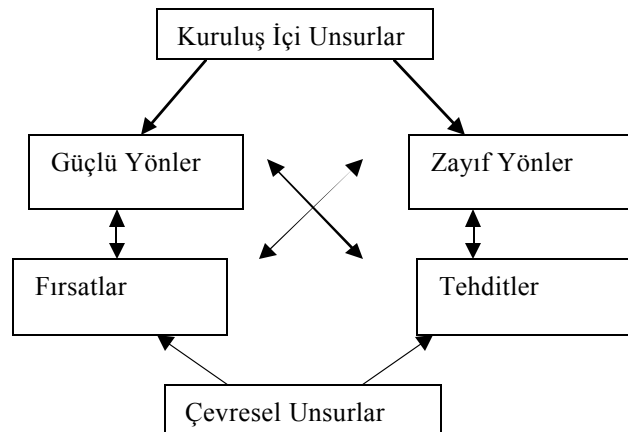 Kuruluş İçi Unsurlar
Güçlü Yönler
Zayıf Yönler
Fırsatlar
Tehditler
Çevresel Unsurlar